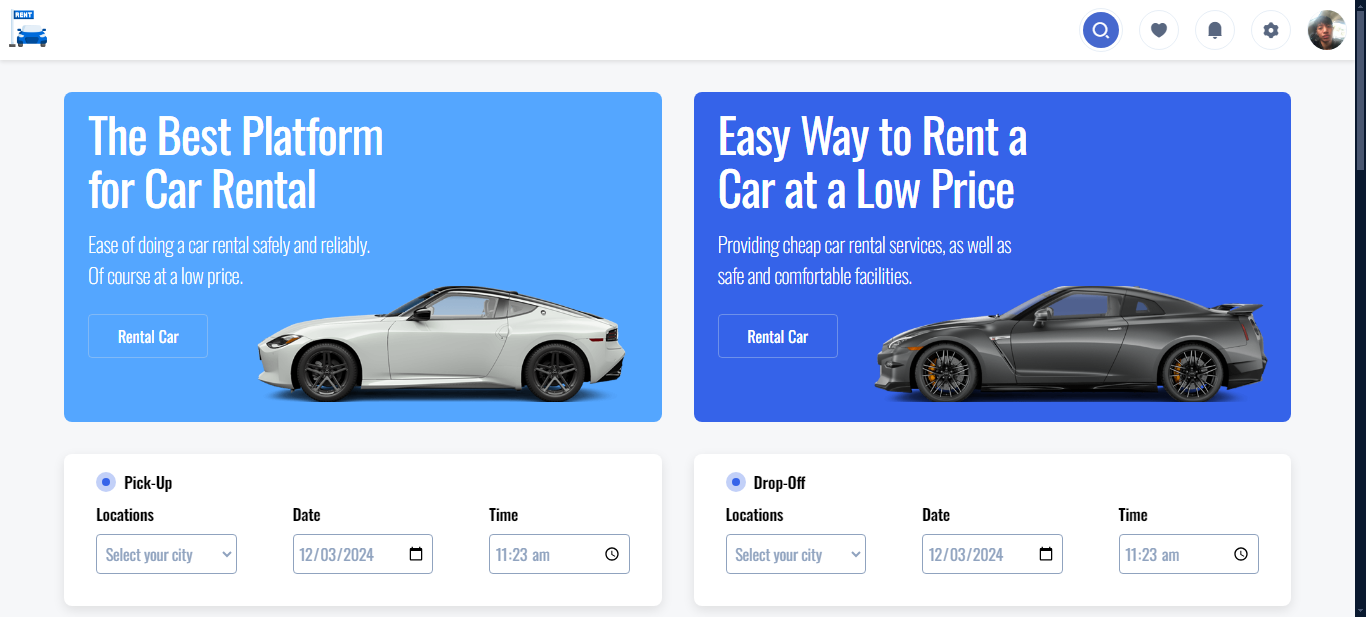 RENT
The Best Platform
for Car Rental
Ease of doing a car rental safely and reliably.
Of course at a low price.
Rental Car
Easy Way to Rent a
Car at a Low Price
Providing cheap car rental services, as well as
safe and comfortable facilities.
Rental Car
Pick-Up
Locations Date Time
Select your city 12/03/2024 11:23 am
Drop-Off
Locations Date Time
Select your city 12/03/2024 11:23 am